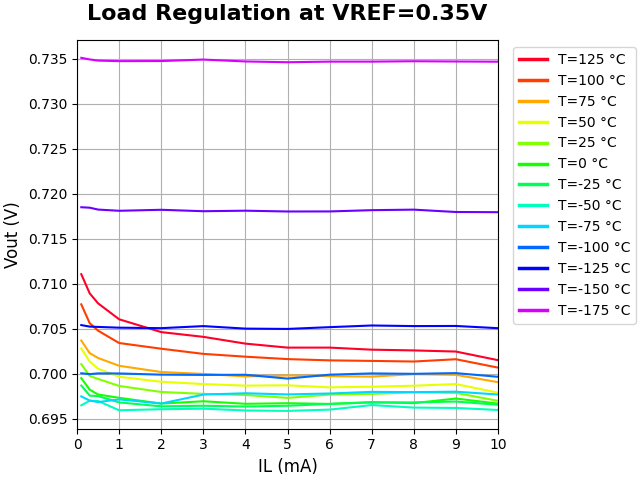 Load Regulation at VREF=0.35V
Vout (V)
0.735
0.730
0.725
0.720
0.715
0.710
0.705
0.700
0.695
0
1
2
3
4
5
6
7
8
9
10
IL (mA)
T=125 °C
T=100 °C
T=75 °C
T=50 °C
T=25 °C
T=0 °C
T=-25 °C
T=-50 °C
T=-75 °C
T=-100 °C
T=-125 °C
T=-150 °C
T=-175 °C